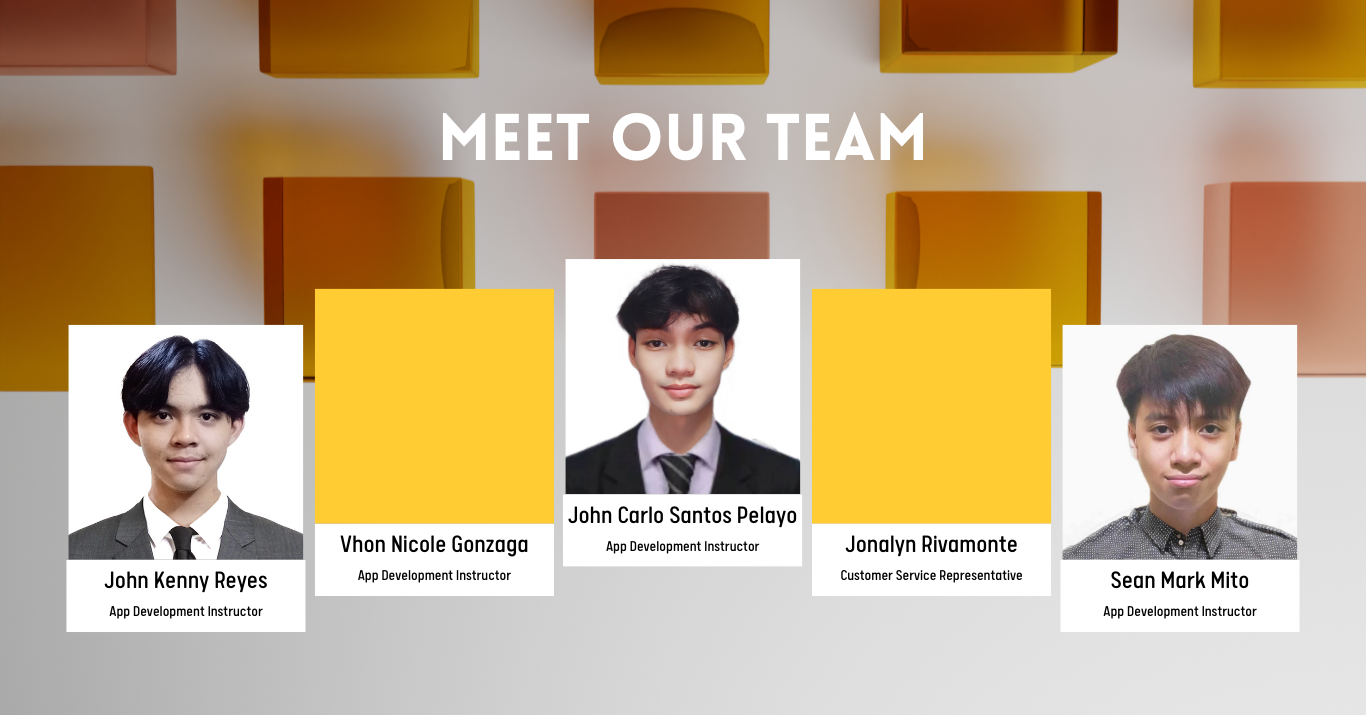 MEET OUR TEAM
John Kenny Reyes
App Development Instructor
Vhon Nicole Gonzaga
App Development Instructor
John Carlo Santos Pelayo
App Development Instructor
Jonalyn Rivamonte
Customer Service Representative
Sean Mark Mito
App Development Instructor